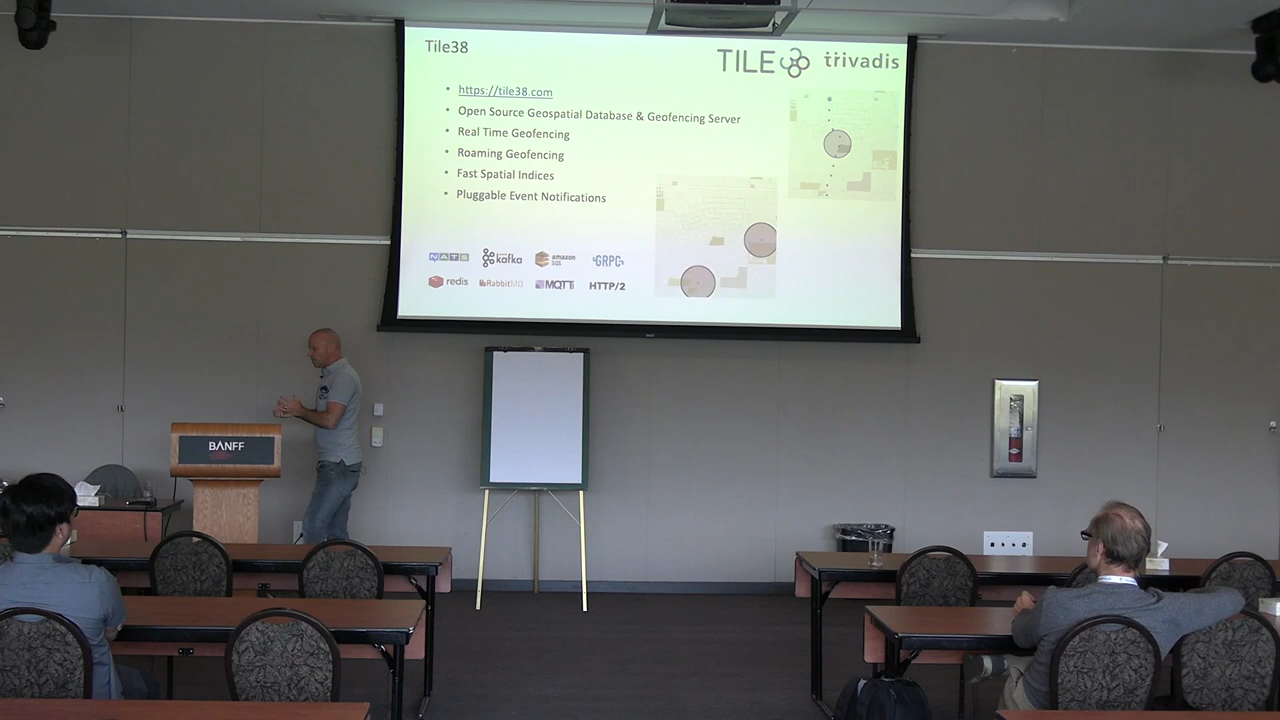 Tile38
TILE
trivadis
https://tile38.com
Open Source Geospatial Database & Geofencing Server
Real Time Geofencing
Roaming Geofencing
Fast Spatial Indices
Pluggable Event Notifications
NATS
kafka
amazon
SQS
GRPC
redis
RabbitMQ
MQTT
HTTP/2
BANFF